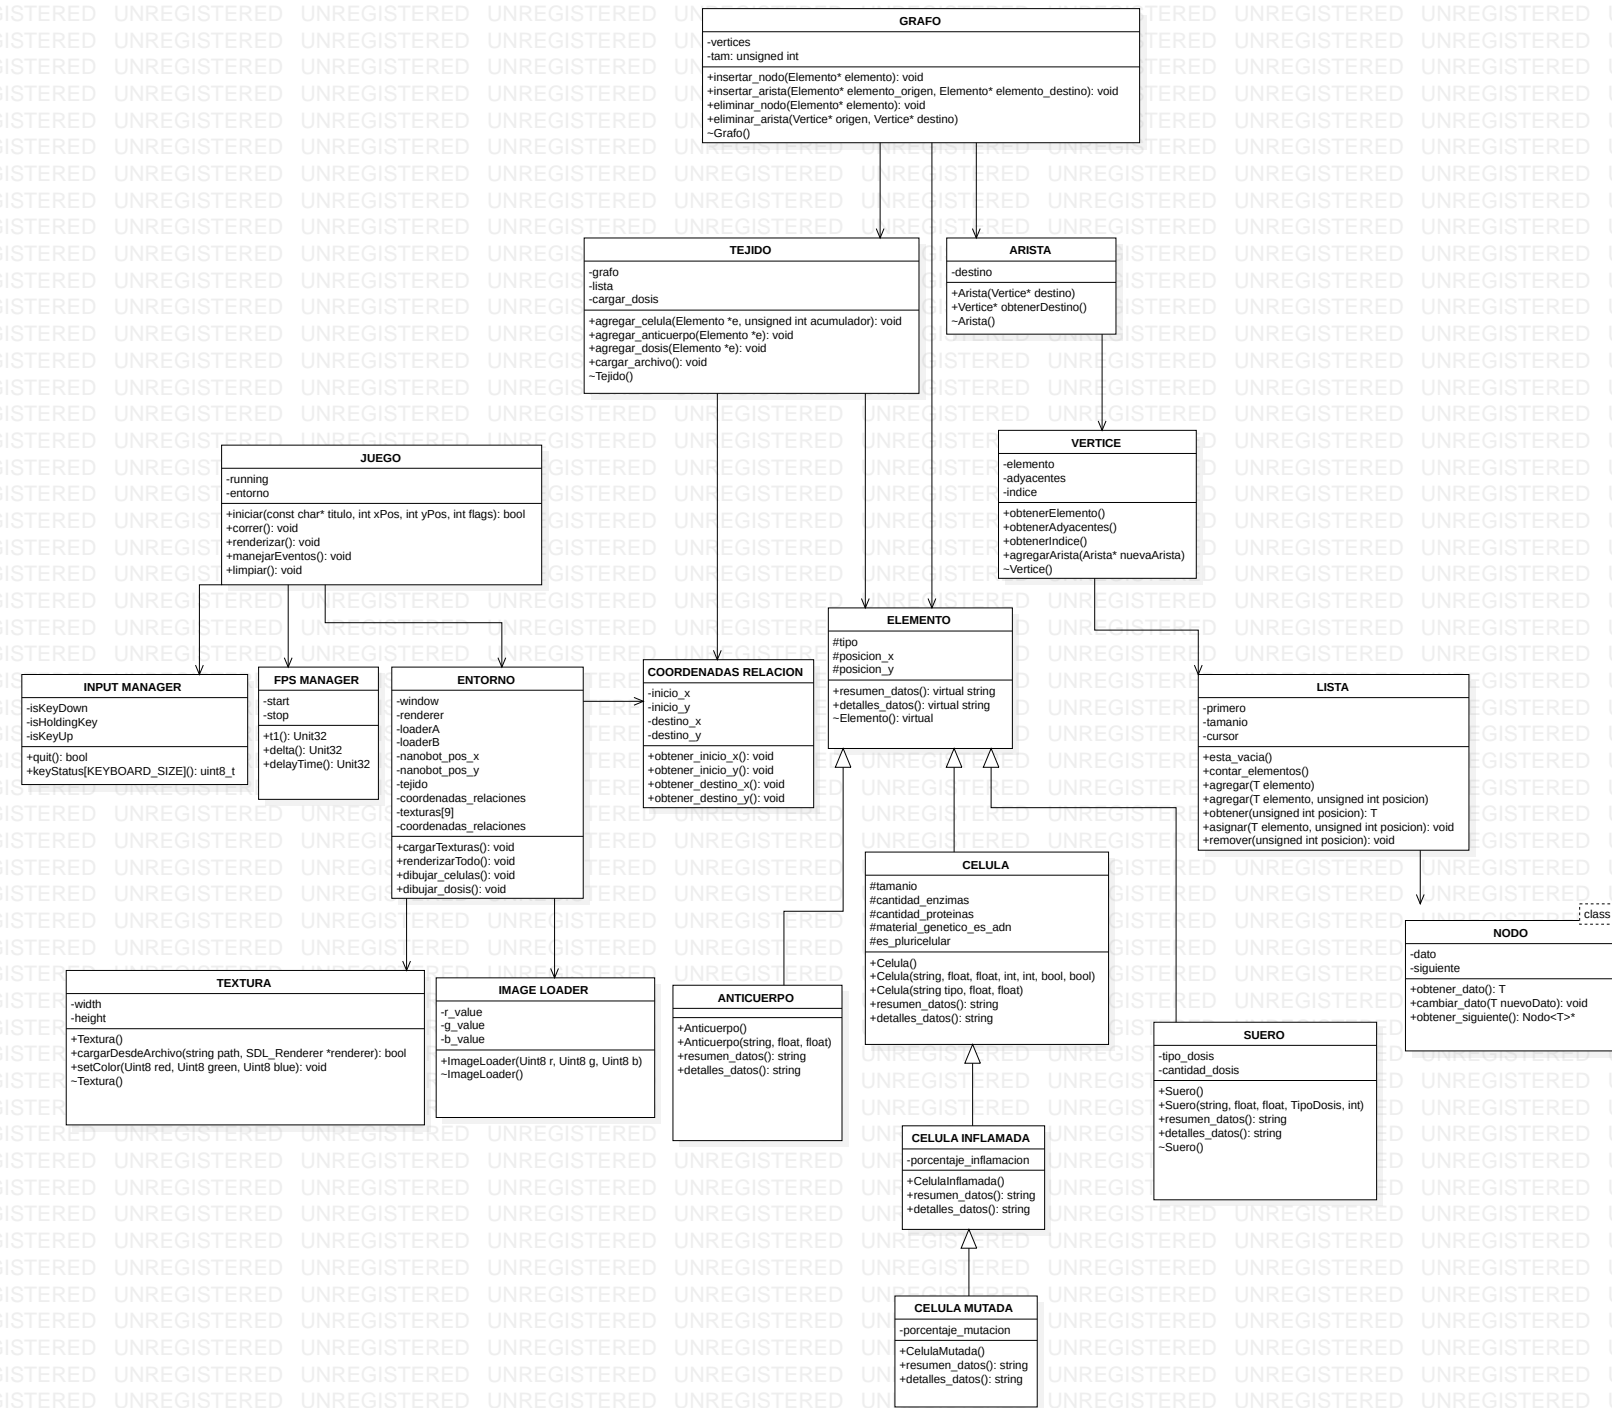 GRAFO
-vertices
-tam: unsigned int
+insertar_nodo(Elemento* elemento): void
+insertar_arista(Elemento* elemento_origen, Elemento* elemento_destino): void
+eliminar_nodo(Elemento* elemento): void
+eliminar_arista(Vertice* origen, Vertice* destino)
~Grafo()
TEJIDO
-grafo
-lista
-cargar_dosis
+agregar_celula(Elemento *e, unsigned int acumulador): void
+agregar_anticuerpo(Elemento *e): void
+agregar_dosis(Elemento *e): void
+cargar_archivo(): void
~Tejido()
ARISTA
-destino
+Arista(Vertice* destino)
+Vertice* obtenerDestino()
~Arista()
VERTICE
-elemento
-adyacentes
-indice
+obtenerElemento()
+obtenerAdyacentes()
+obtenerIndice()
+agregarArista(Arista* nuevaArista)
~Vertice()
JUEGO
-running
-entorno
+iniciar(const char* titulo, int xPos, int yPos, int flags): bool
+correr(): void
+renderizar(): void
+manejarEventos(): void
+limpiar(): void
INPUT MANAGER
-isKeyDown
-isHoldingKey
-isKeyUp
+quit(): bool
+keyStatus[KEYBOARD_SIZE](): uint8_t
FPS MANAGER
-start
-stop
+t1(): Unit32
+delta(): Unit32
+delayTime(): Unit32
ENTORNO
-window
-renderer
-loaderA
-loaderB
-nanobot_pos_x
-nanobot_pos_y
-tejido
-coordenadas_relaciones
-texturas[9]
-coordenadas_relaciones
+cargarTexturas(): void
+renderizarTodo(): void
+dibujar_celulas(): void
+dibujar_dosis(): void
COORDENADAS RELACION
-inicio_x
-inicio_y
-destino_x
-destino_y
+obtener_inicio_x(): void
+obtener_inicio_y(): void
+obtener_destino_x(): void
+obtener_destino_y(): void
ELEMENTO
#tipo
#posicion_x
#posicion_y
+resumen_datos(): virtual string
+detalles_datos(): virtual string
~Elemento(): virtual
LISTA
-primero
-tamanio
-cursor
+esta_vacia()
+contar_elementos()
+agregar(T elemento)
+agregar(T elemento, unsigned int posicion)
+obtener(unsigned int posicion): T
+asignar(T elemento, unsigned int posicion): void
+remover(unsigned int posicion): void
class
NODO
-dato
-siguiente
+obtener_dato(): T
+cambiar_dato(T nuevoDato): void
+obtener_siguiente(): Nodo<T>*
CELULA
#tamanio
#cantidad_enzimas
#cantidad_proteinas
#material_genetico_es_adn
#es_pluricelular
+Celula()
+Celula(string, float, float, int, int, bool, bool)
+Celula(string tipo, float, float)
+resumen_datos(): string
+detalles_datos(): string
TEXTURA
-width
-height
+Textura()
+cargarDesdeArchivo(string path, SDL_Renderer *renderer): bool
+setColor(Uint8 red, Uint8 green, Uint8 blue): void
~Textura()
IMAGE LOADER
-r_value
-g_value
-b_value
+ImageLoader(Uint8 r, Uint8 g, Uint8 b)
~ImageLoader()
ANTICUERPO
+Anticuerpo()
+Anticuerpo(string, float, float)
+resumen_datos(): string
+detalles_datos(): string
SUERO
-tipo_dosis
-cantidad_dosis
+Suero()
+Suero(string, float, float, TipoDosis, int)
+resumen_datos(): string
+detalles_datos(): string
~Suero()
CELULA INFLAMADA
-porcentaje_inflamacion
+CelulaInflamada()
+resumen_datos(): string
+detalles_datos(): string
CELULA MUTADA
-porcentaje_mutacion
+CelulaMutada()
+resumen_datos(): string
+detalles_datos(): string